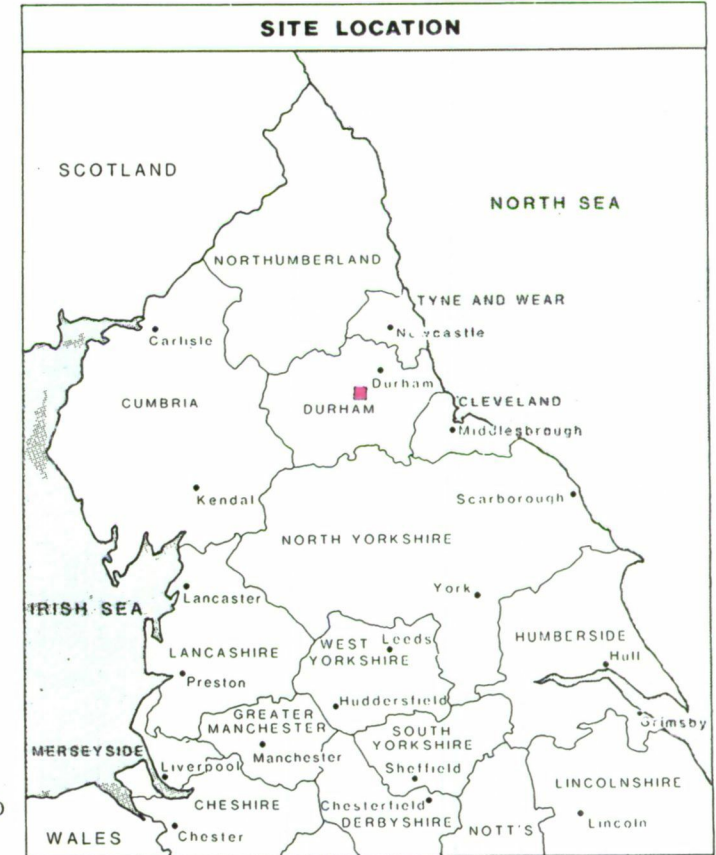 SITE LOCATION
SCOTLAND
NORTH SEA
NORTHUMBERLAND
TYNE AND WEAR
Newcastle
Carlisle
Durham
CUMBRIA
DURHAM
CLEVELAND
Middlesbrough
Kendal
Scarborough
NORTH YORKSHIRE
York
Lancaster
IRISH SEA
WEST
YORKSHIRE
Leeds
HUMBERSIDE
Hull
LANCASHIRE
Preston
Huddersfield
GREATER
MANCHESTER
SOUTH
YORKSHIRE
Grimsby
MERSEYSIDE
Manchester
Liverpool
Sheffield
LINCOLNSHIRE
CHESHIRE
Chesterfield
DERBYSHIRE
NOTT'S
Lincoln
WALES
Chester